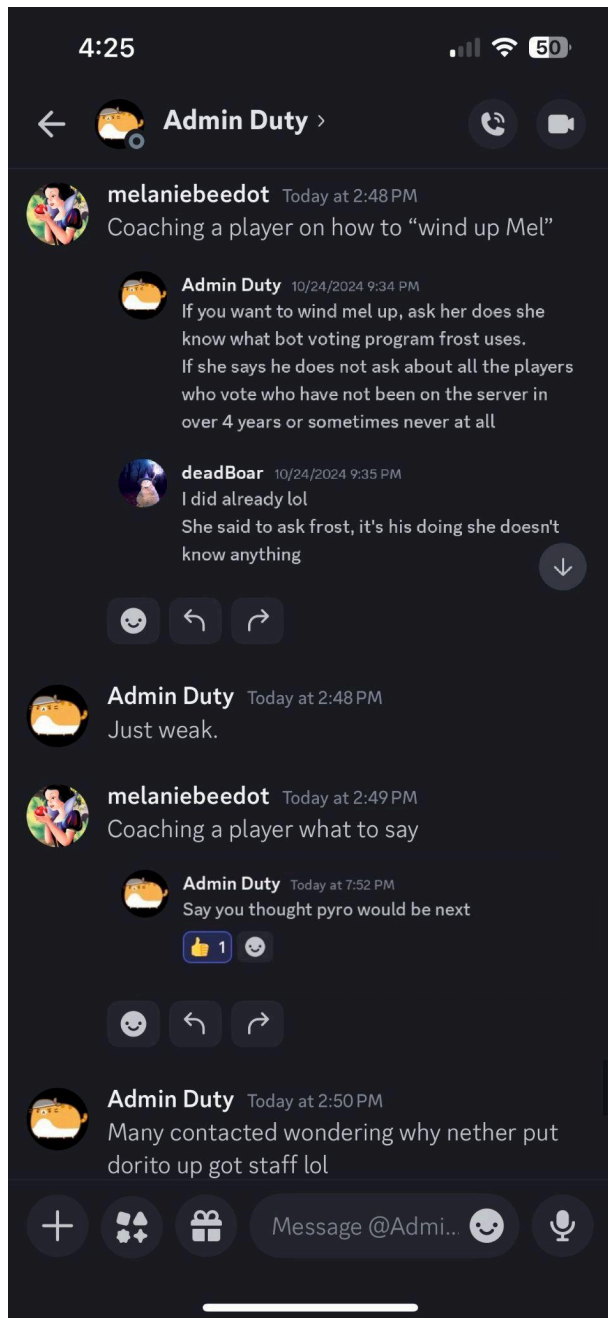 4:25
50
Admin Duty ›
melaniebeedot Today at 2:48 PM
Coaching a player on how to “wind up Mel”
Admin Duty 10/24/2024 9:34 PM
If you want to wind mel up, ask her does she
know what bot voting program frost uses.
If she says he does not ask about all the players
who vote who have not been on the server in
over 4 years or sometimes never at all
deadBoar 10/24/2024 9:35 PM
I did already lol
She said to ask frost, it's his doing she doesn't
know anything
Admin Duty Today at 2:48 PM
Just weak.
melaniebeedot Today at 2:49 PM
Coaching a player what to say
Admin Duty Today at 7:52 PM
Say you thought pyro would be next
1
Admin Duty Today at 2:50 PM
Many contacted wondering why nether put
dorito up got staff lol
Message @Admi...